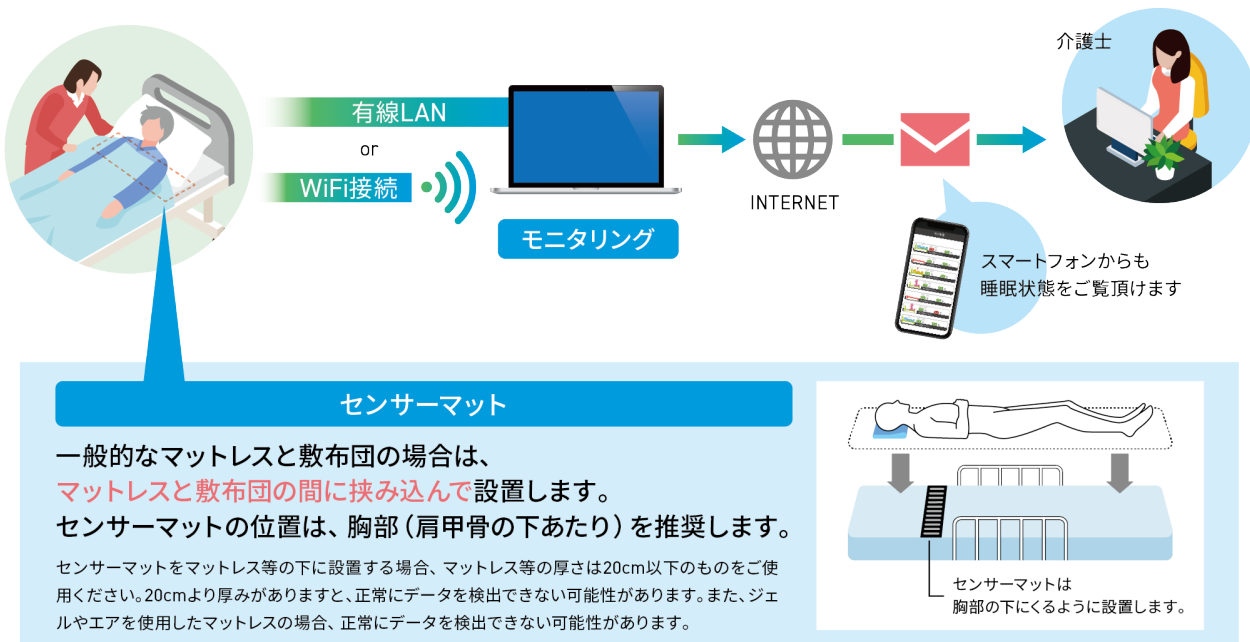 介護士
有線LAN
or
WiFi接続
INTERNET
モニタリング
スマートフォンからも
睡眠状態をご覧頂けます
センサーマット
一般的なマットレスと敷布団の場合は、
マットレスと敷布団の間に挟み込んで設置します。
センサーマットの位置は、胸部（肩甲骨の下あたり）を推奨します。
センサーマットをマットレス等の下に設置する場合、マットレス等の厚さは20cm以下のものをご使
用ください。20cmより厚みがありますと、正常にデータを検出できない可能性があります。また、ジェ
ルやエアを使用したマットレスの場合、正常にデータを検出できない可能性があります。
センサーマットは
胸部の下にくるように設置します。